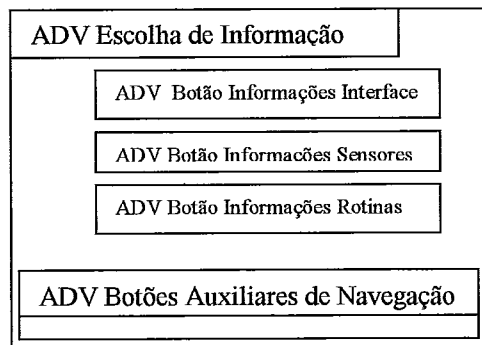 ADV Escolha de Informação
ADV Botão Informações Interface
ADV Botão Informacões Sensores
ADV Botão Informações Rotinas
ADV Botões Auxiliares de Navegação